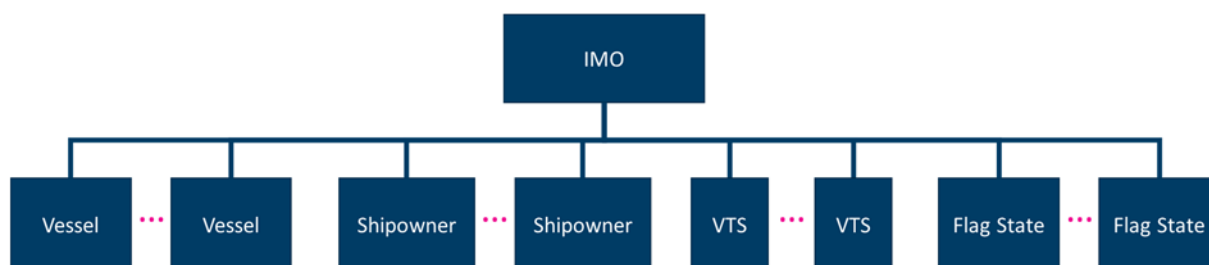 IMO
Vessel ... Vessel Shipowner ... Shipowner VTS ... VTS Flag State ... Flag State